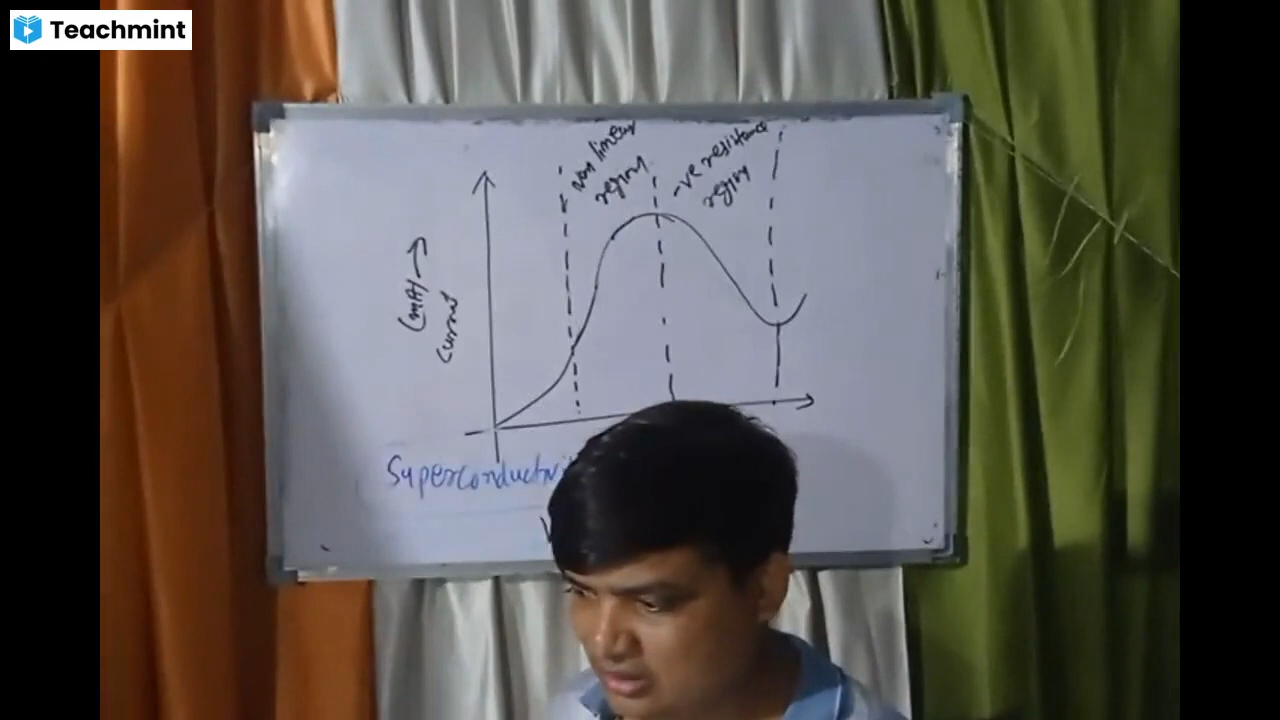 Teachmint
Non linear
region
-ve resistance
region
(mA) →
Current